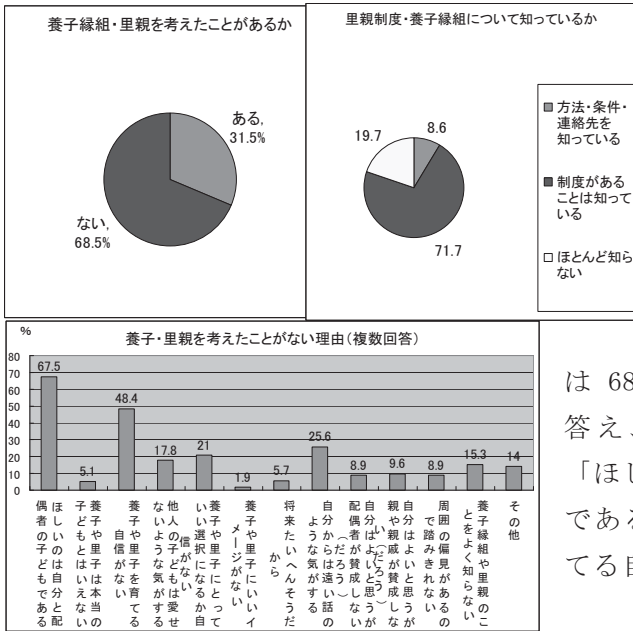 養子縁組・里親を考えたことがあるか
ある,
31.5%
ない,
68.5%
里親制度・養子縁組について知っているか
8.6
19.7
71.7
方法・条件・
連絡先を
知っている
制度がある
ことは知って
いる
ほとんど知ら
ない
養子・里親を考えたことがない理由(複数回答)
%
80
70
60
50
40
30
20
10
0
67.5
5.1
48.4
17.8
21
1.9
5.7
25.6
8.9
9.6
8.9
15.3
14
ほしいのは自分と配
偶者の子どもである
養子や里子は本当の
子どもとはいえない
養子や里子を育てる
自信がない
他人の子どもは愛せ
ないような気がする
養子や里子にとって
いい選択になるか自
信がない
養子や里子にいいイ
メージがない
将来たいへんそうだ
から
自分からは遠い話の
ような気がする
自分はよいと思うが
配偶者が賛成しない
(だろう)
自分はよいと思うが
親や親戚が賛成しな
い(だろう)
周囲の偏見があるの
で踏みきれない
養子縁組や里親のこ
とをよく知らない
その他
は 68
答え、
「ほし
である
てる自